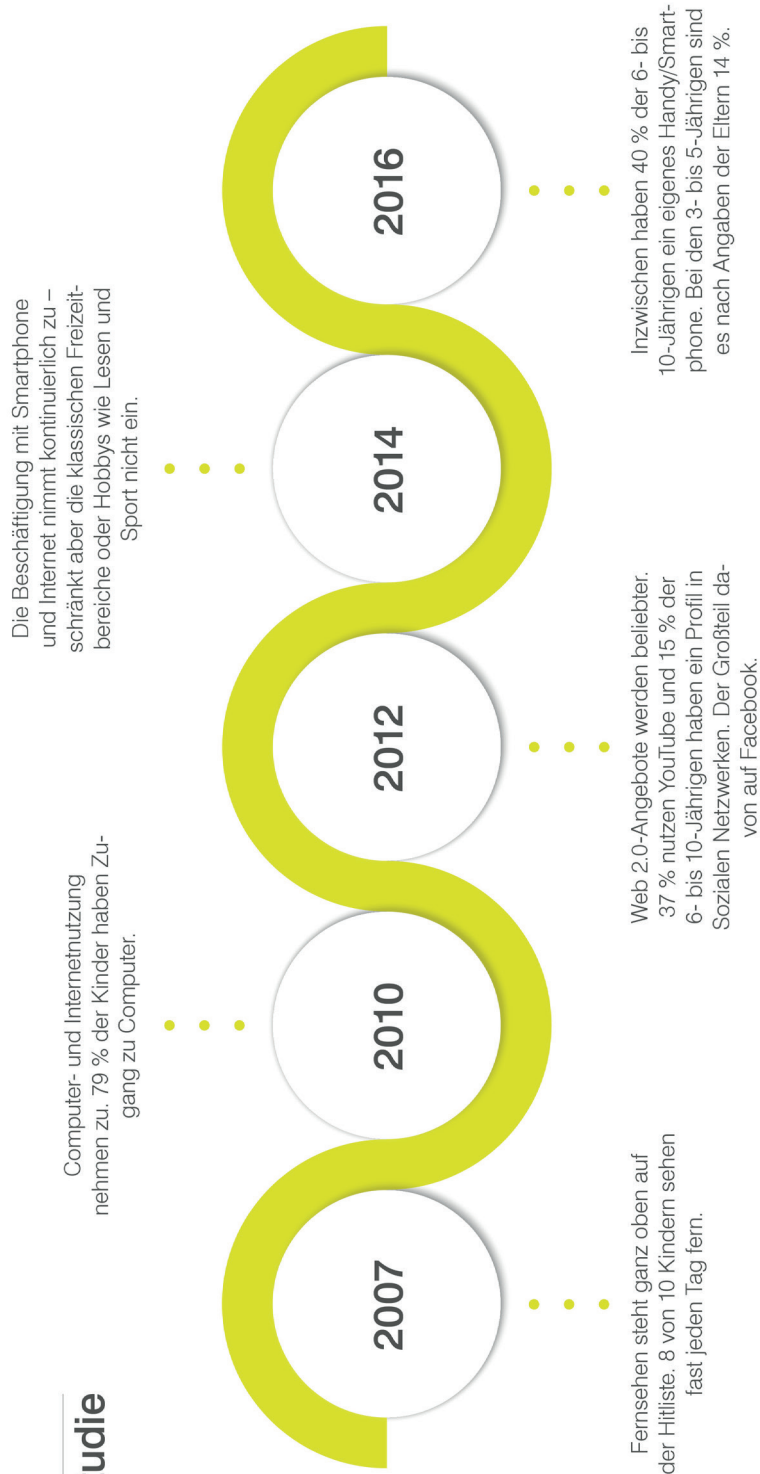 udie
2007
Fernsehen steht ganz oben auf
der Hitliste. 8 von 10 Kindern sehen
fast jeden Tag fern.
Computer- und Internetnutzung
nehmen zu. 79 % der Kinder haben Zu-
gang zu Computer.
2010
2012
Web 2.0-Angebote werden beliebter.
37 % nutzen YouTube und 15 % der
6- bis 10-Jährigen haben ein Profil in
Sozialen Netzwerken. Der Großteil da-
von auf Facebook.
Die Beschäftigung mit Smartphone
und Internet nimmt kontinuierlich zu –
schränkt aber die klassischen Freizeit-
bereiche oder Hobbys wie Lesen und
Sport nicht ein.
2014
2016
Inzwischen haben 40 % der 6- bis
10-Jährigen ein eigenes Handy/Smart-
phone. Bei den 3- bis 5-Jährigen sind
es nach Angaben der Eltern 14 %.